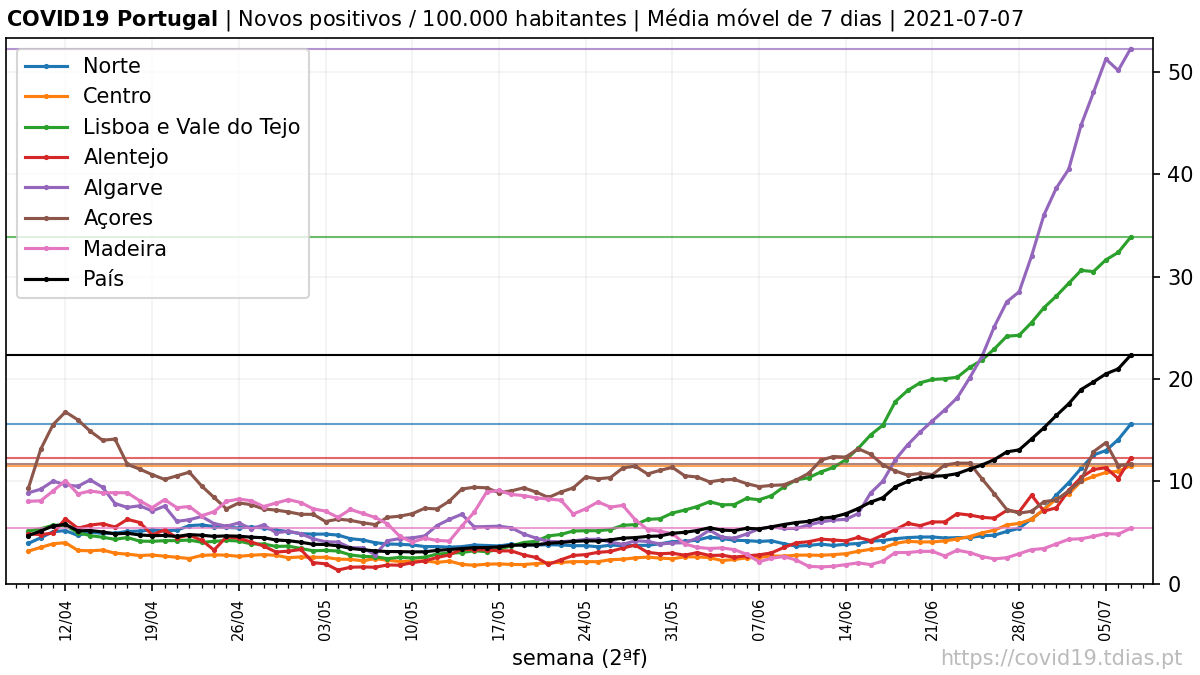 COVID19 Portugal | Novos positivos / 100.000 habitantes | Média móvel de 7 dias | 2021-07-07
Norte
Centro
Lisboa e Vale do Tejo
Alentejo
Algarve
Açores
Madeira
País
50
40
30
20
10
0
12/04
19/04
26/04
03/05
10/05
17/05
24/05
31/05
07/06
14/06
21/06
28/06
05/07
semana (2ªf)
https://covid19.tdias.pt